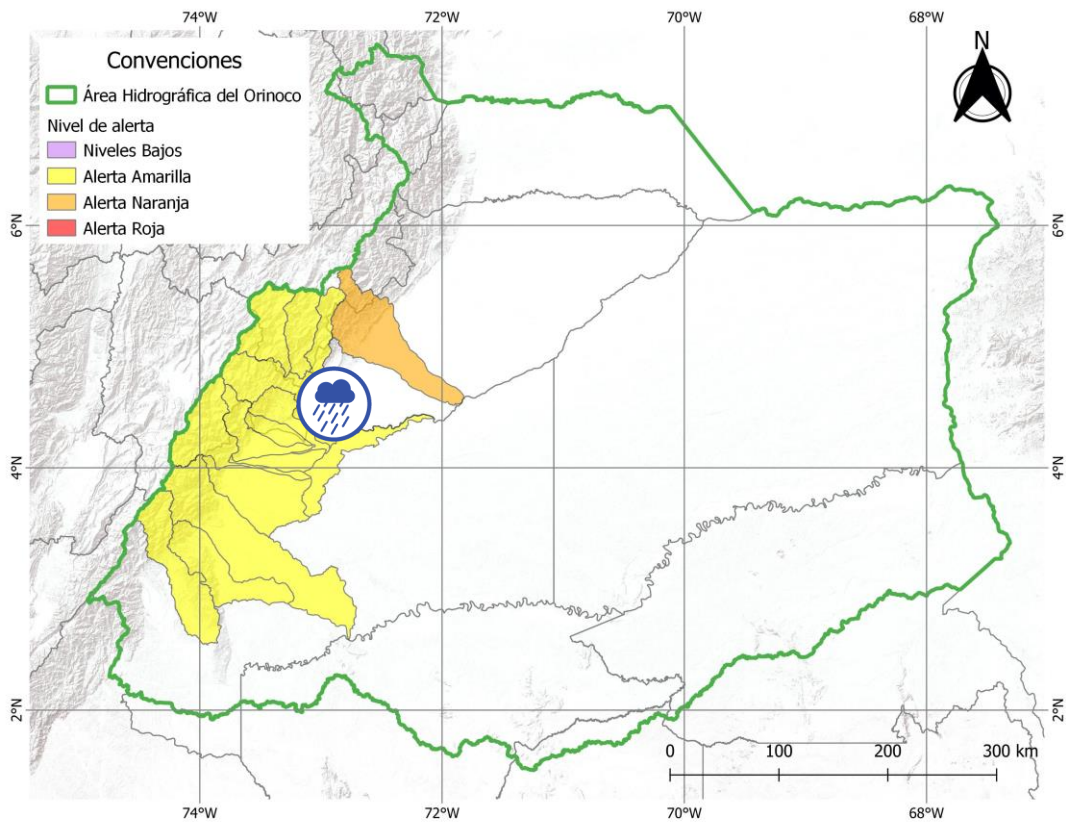 74°W 72°W 70°W 68°W
Convenciones
Área Hidrográfica del Orinoco
Nivel de alerta
Niveles Bajos
Alerta Amarilla
Alerta Naranja
Alerta Roja
N
6°N 6°N
4°N 4°N
2°N 2°N
0 100 200 300 km
74°W 72°W 70°W 68°W